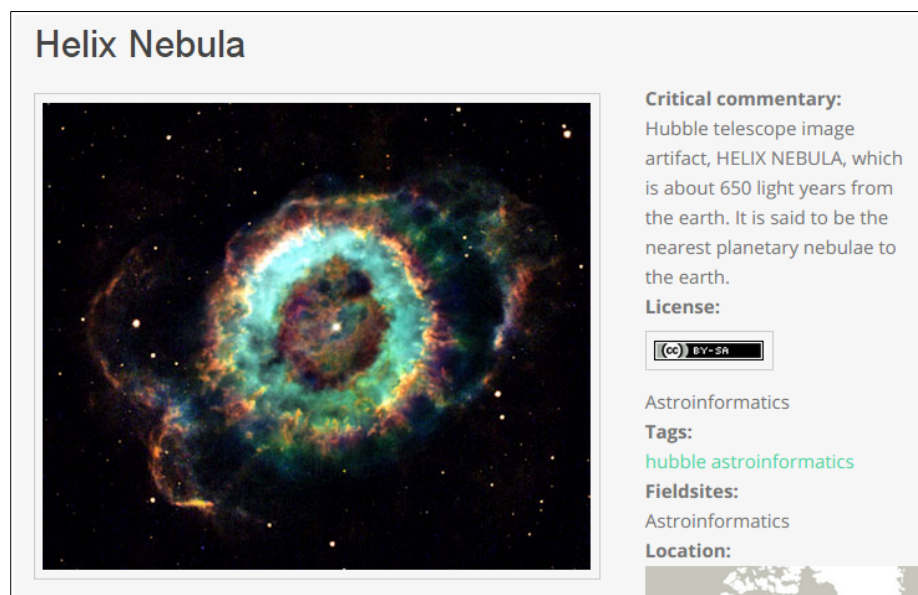 Helix Nebula
Critical commentary:
Hubble telescope image
artifact, HELIX NEBULA, which
is about 650 light years from
the earth. It is said to be the
nearest planetary nebulae to
the earth.
License:
(cc) BY-SA
Astroinformatics
Tags:
hubble astroinformatics
Fieldsites:
Astroinformatics
Location: